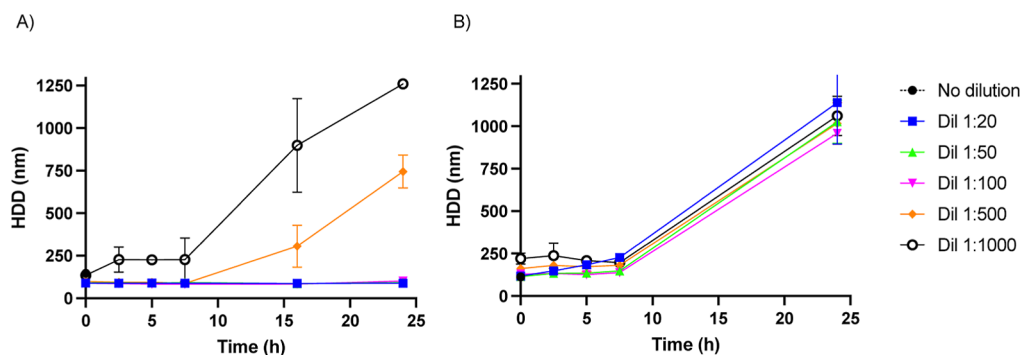 A)
HDD (nm)
1250
1000
750
500
250
0
0 5 10 15 20 25
Time (h)
B)
HDD (nm)
1250
1000
750
500
250
0
0 5 10 15 20 25
Time (h)
No dilution
Dil 1:20
Dil 1:50
Dil 1:100
Dil 1:500
Dil 1:1000